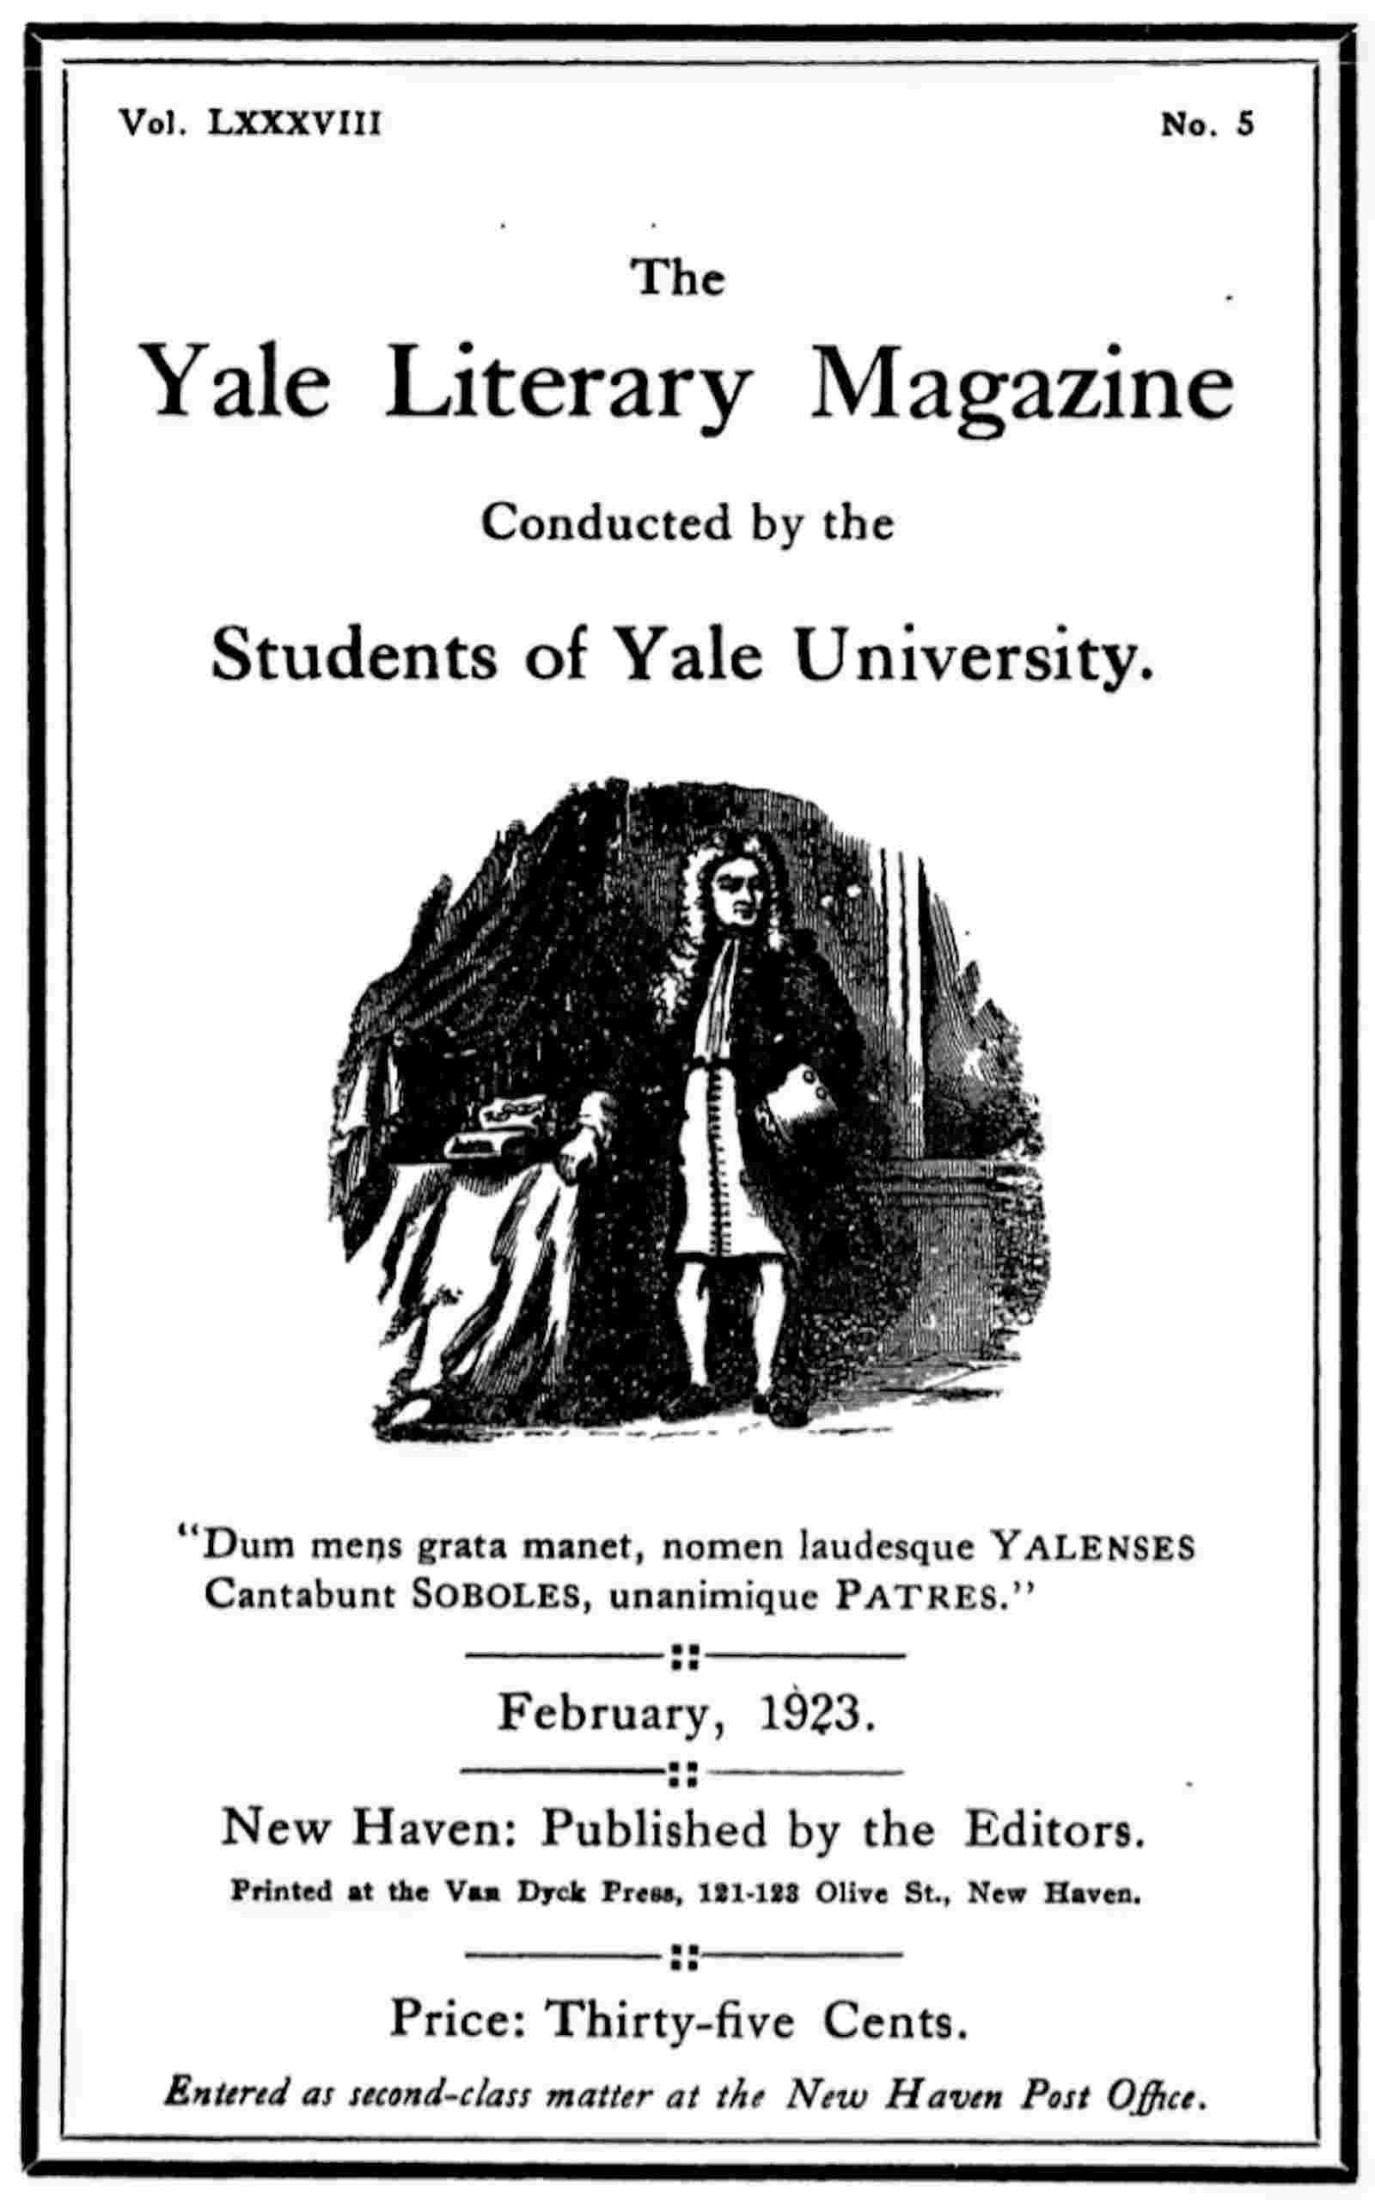 Vol. LXXXVIII No. 5
The
Yale Literary Magazine
Conducted by the
Students of Yale University.
“Dum mens grata manet, nomen laudesque YALENSES
Cantabunt SOBOLES, unanimique PATRES.”
February, 1923.
New Haven: Published by the Editors.
Printed at the Van Dyck Press, 121-123 Olive St., New Haven.
Price: Thirty-five Cents.
Entered as second-class matter at the New Haven Post Office.